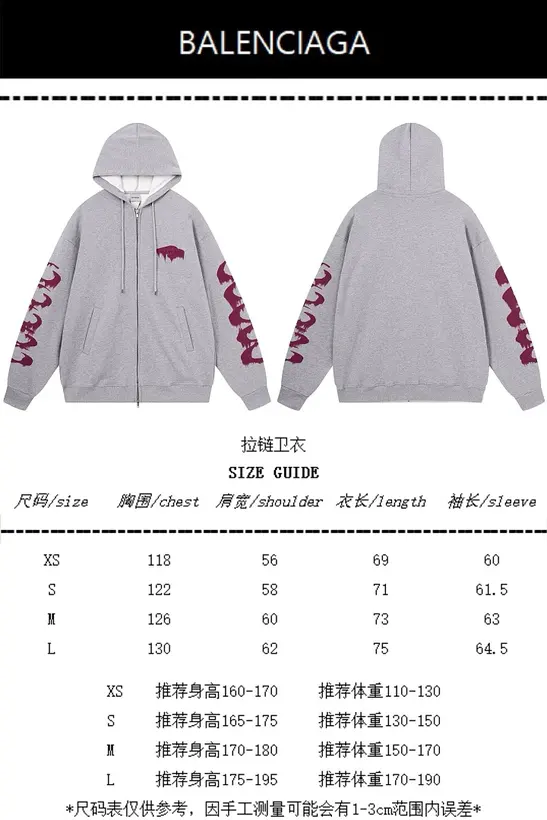 BALENCIAGA
拉链卫衣
SIZE GUIDE
尺码/size 胸围/chest 肩宽/shoulder 衣长/length 袖长/sleeve
XS 118 56 69 60
S 122 58 71 61.5
M 126 60 73 63
L 130 62 75 64.5
XS 推荐身高160-170 推荐体重110-130
S 推荐身高165-175 推荐体重130-150
M 推荐身高170-180 推荐体重150-170
L 推荐身高175-195 推荐体重170-190
*尺码表仅供参考，因手工测量可能会有1-3cm范围内误差*